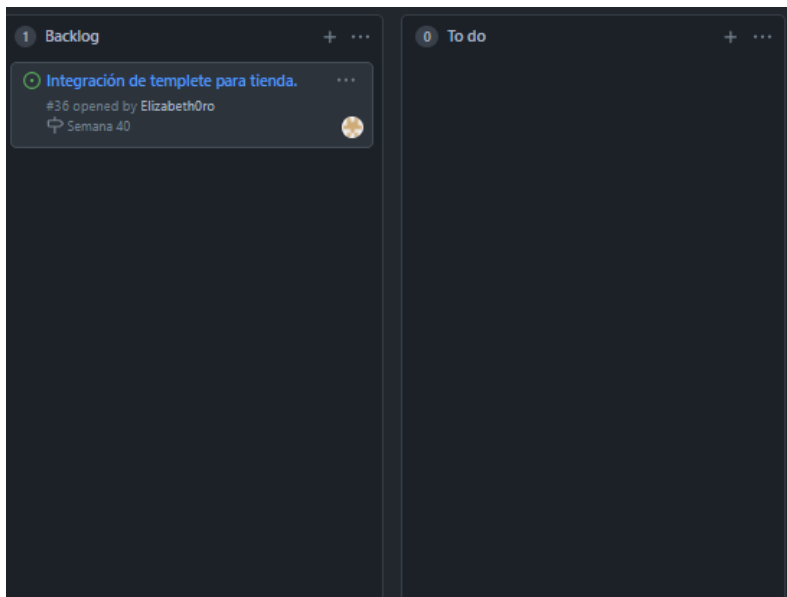 1 Backlog
Integración de templete para tienda.
#36 opened by Elizabeth0ro
Semana 40
0 To do